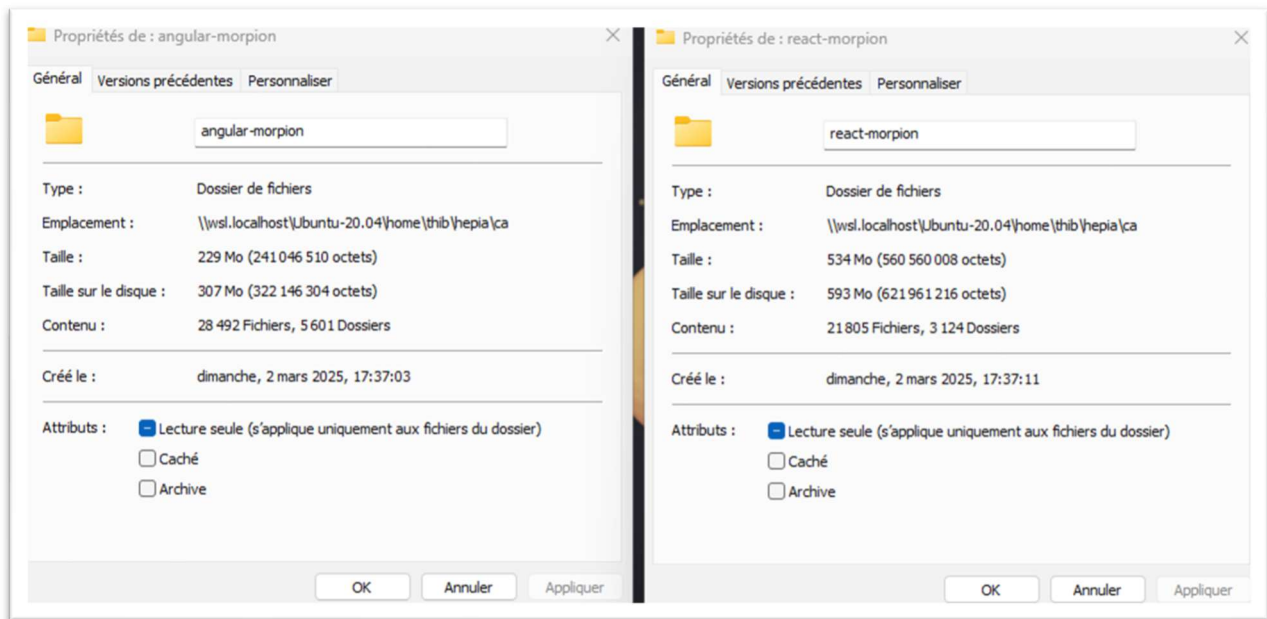 Propriétés de : angular-morpion
Général Versions précédentes Personnaliser
angular-morpion
Type : Dossier de fichiers
Emplacement : \\wsl.localhost\Ubuntu-20.04\home\thib\hepia\ca
Taille : 229 Mo (241 046 510 octets)
Taille sur le disque : 307 Mo (322 146 304 octets)
Contenu : 28 492 Fichiers, 5 601 Dossiers
Créé le : dimanche, 2 mars 2025, 17:37:03
Attributs : Lecture seule (s'applique uniquement aux fichiers du dossier)
Caché
Archive
OK Annuler Appliquer
Propriétés de : react-morpion
Général Versions précédentes Personnaliser
react-morpion
Type : Dossier de fichiers
Emplacement : \\wsl.localhost\Ubuntu-20.04\home\thib\hepia\ca
Taille : 534 Mo (560 560 008 octets)
Taille sur le disque : 593 Mo (621 961 216 octets)
Contenu : 21 805 Fichiers, 3 124 Dossiers
Créé le : dimanche, 2 mars 2025, 17:37:11
Attributs : Lecture seule (s'applique uniquement aux fichiers du dossier)
Caché
Archive
OK Annuler Appliquer